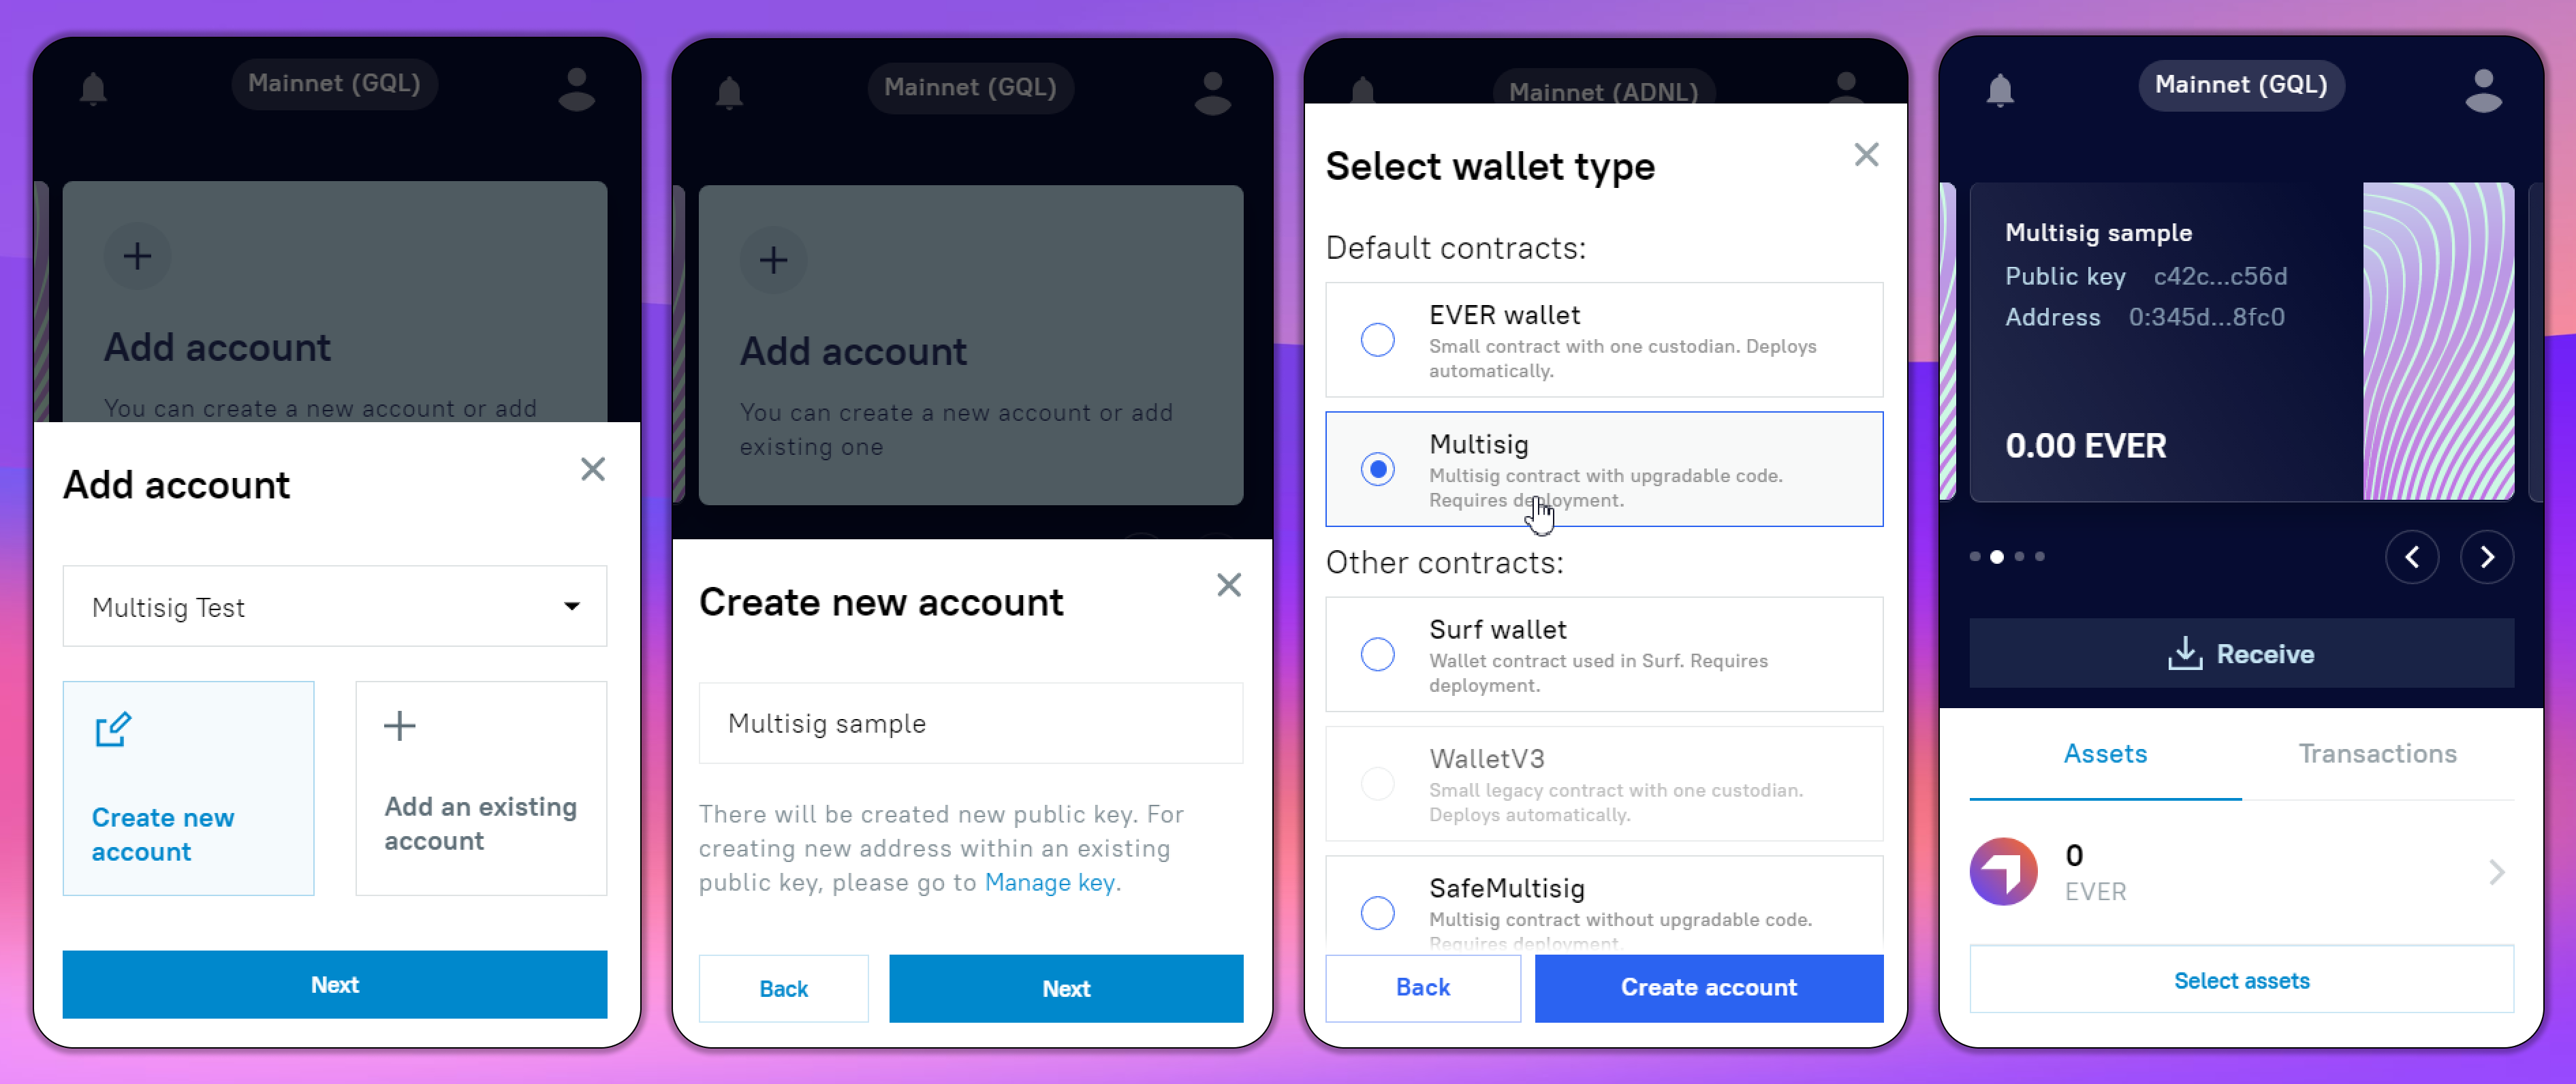 Mainnet (GQL)
Add account
You can create a new account or add
Add account
Multisig Test
Create new
account
Add an existing
account
Next
Mainnet (GQL)
Add account
You can create a new account or add
existing one
Create new account
Multisig sample
There will be created new public key. For
creating new address within an existing
public key, please go to Manage key.
Back
Next
Mainnet (ADNL)
Select wallet type
Default contracts:
EVER wallet
Small contract with one custodian. Deploys
automatically.
Multisig
Multisig contract with upgradable code.
Requires deployment.
Other contracts:
Surf wallet
Wallet contract used in Surf. Requires
deployment.
WalletV3
Small legacy contract with one custodian.
Deploys automatically.
SafeMultisig
Multisig contract without upgradable code.
Requires deployment.
Back
Create account
Mainnet (GQL)
Multisig sample
Public key c42c...c56d
Address 0:345d...8fc0
0.00 EVER
Receive
Assets
Transactions
0
EVER
Select assets